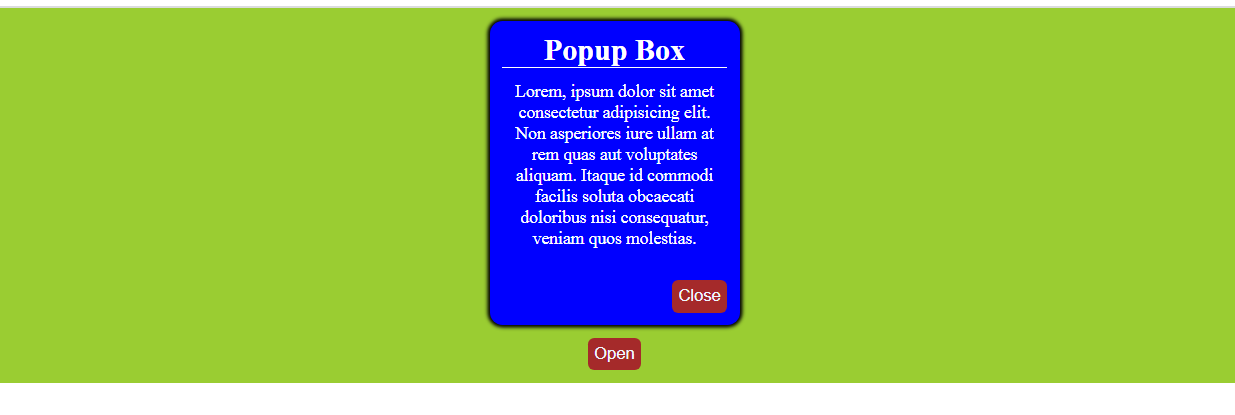 Popup Box
Lorem, ipsum dolor sit amet
consectetur adipisicing elit.
Non asperiores iure ullam at
rem quas aut voluptates
aliquam. Itaque id commodi
facilis soluta obcaecati
doloribus nisi consequatur,
veniam quos molestias.
Close
Open